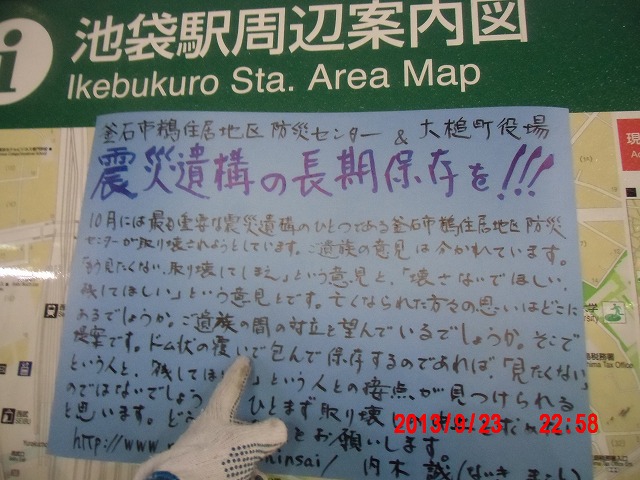 i
池袋駅周辺案内図
Ikebukuro Sta. Area Map
現
釜石市鵜住居地区防災センター & 大槌町役場
震災遺構の長期保存を!!!
10月には最も重要な震災遺構のひとつである釜石市鵜住居地区防災
センターが取り壊されようとしています。ご遺族の意見は分かれています。
「もう見たくない、取り壊してしまえ」という意見と、「壊さないでほしい、
残してほしい」という意見とです。亡くなられた方々の思いはどこに
あるでしょうか。ご遺族の間の対立を望んでいるでしょうか。そこで
提案です。ドーム状の覆いで包んで保存するのであれば、「見たくない」
という人と、残してほ 」という人との接点が見つけられる
のではないでしょう ひとまず取り壊
と思います。ど とお願いします。
http://www. insai/ 内木 誠
2013/9/23 22:58